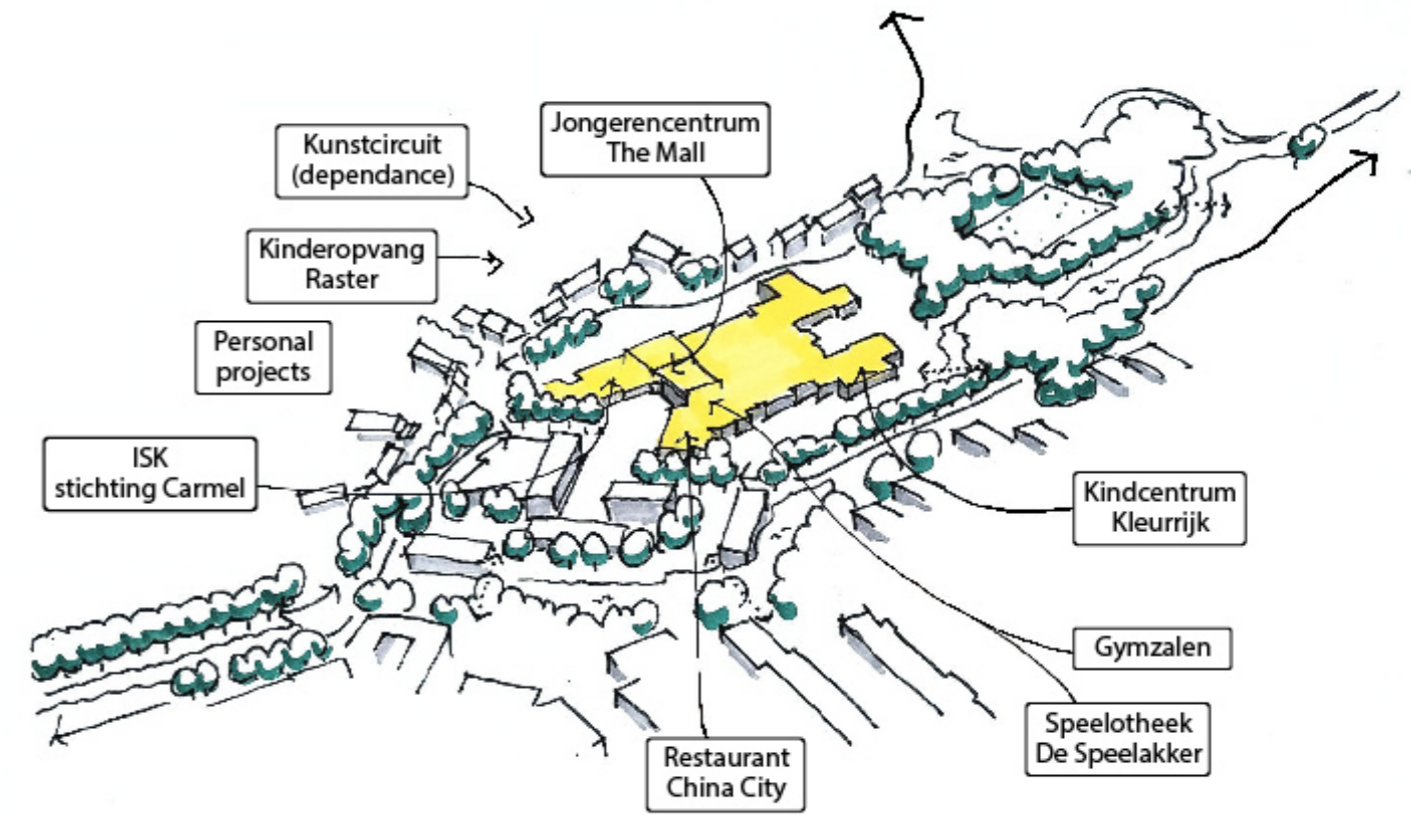 Jongerencentrum
The Mall
Kunstcircuit
(dependance)
Kinderopvang
Raster
Personal
projects
ISK
stichting Carmel
Kindcentrum
Kleurrijk
Gymzalen
Speelotheek
De Speelakker
Restaurant
China City